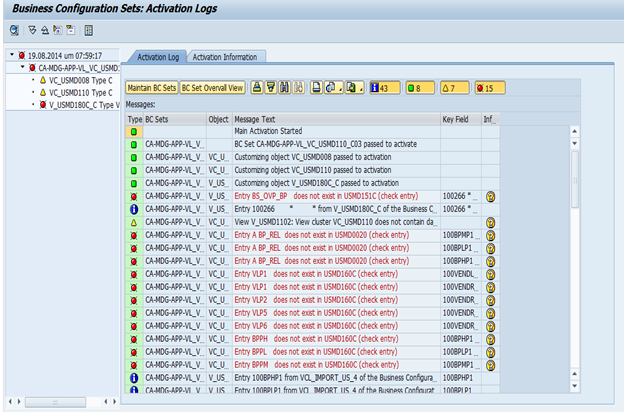 Business Configuration Sets: Activation Logs
19.08.2014 um 07:59:17
CA-MDG-APP-VL_VC_USMD:
VC_USMD008 Type C
VC_USMD110 Type C
V_USMD180C_C Type V
Activation Log Activation Information
Maintain BC Sets BC Set Overvall View 43 8 7 15
Messages:
Type BC Sets Object Message Text Key Field Inf...
Main Activation Started
CA-MDG-APP-VL_V... BC Set CA-MDG-APP-VL_VC_USMD110_C03 passed to activate
CA-MDG-APP-VL_V... VC_U... Customizing object VC_USMD008 passed to activation
CA-MDG-APP-VL_V... VC_U... Customizing object VC_USMD110 passed to activation
CA-MDG-APP-VL_V... V_US... Customizing object V_USMD180C_C passed to activation
CA-MDG-APP-VL_V... V_US... Entry BS_OVP_BP does not exist in USMD151C (check entry) 100266 * ...
CA-MDG-APP-VL_V... V_US... Entry 100266 * * from V_USMD180C_C of the Business C... 100266 * ...
CA-MDG-APP-VL_V... VC_U... View V_USMD1102: View cluster VC_USMD110 does not contain da...
CA-MDG-APP-VL_V... VC_U... Entry A BP_REL does not exist in USMD0020 (check entry) 100BPMP1 ...
CA-MDG-APP-VL_V... VC_U... Entry A BP_REL does not exist in USMD0020 (check entry) 100BPLP1 ...
CA-MDG-APP-VL_V... VC_U... Entry A BP_REL does not exist in USMD0020 (check entry) 100BPHP1 ...
CA-MDG-APP-VL_V... VC_U... Entry VLP1 does not exist in USMD160C (check entry) 100VENDL...
CA-MDG-APP-VL_V... VC_U... Entry VLP1 does not exist in USMD160C (check entry) 100VENDR...
CA-MDG-APP-VL_V... VC_U... Entry VLP2 does not exist in USMD160C (check entry) 100VENDR...
CA-MDG-APP-VL_V... VC_U... Entry VLP5 does not exist in USMD160C (check entry) 100VENDR...
CA-MDG-APP-VL_V... VC_U... Entry VLP6 does not exist in USMD160C (check entry) 100VENDR...
CA-MDG-APP-VL_V... VC_U... Entry BPPH does not exist in USMD160C (check entry) 100BPHP1 ...
CA-MDG-APP-VL_V... VC_U... Entry BPPL does not exist in USMD160C (check entry) 100BPLP1 ...
CA-MDG-APP-VL_V... VC_U... Entry BPPM does not exist in USMD160C (check entry) 100BPMP1 ...
CA-MDG-APP-VL_V... V_US... Entry 100BPHP1 from VCL_IMPORT_US_4 of the Business Configura... 100BPHP1
CA-MDG-APP-VL_V... V_US... Entry 100BPLP1 from VCL_IMPORT_US_4 of the Business Configurat... 100BPLP1